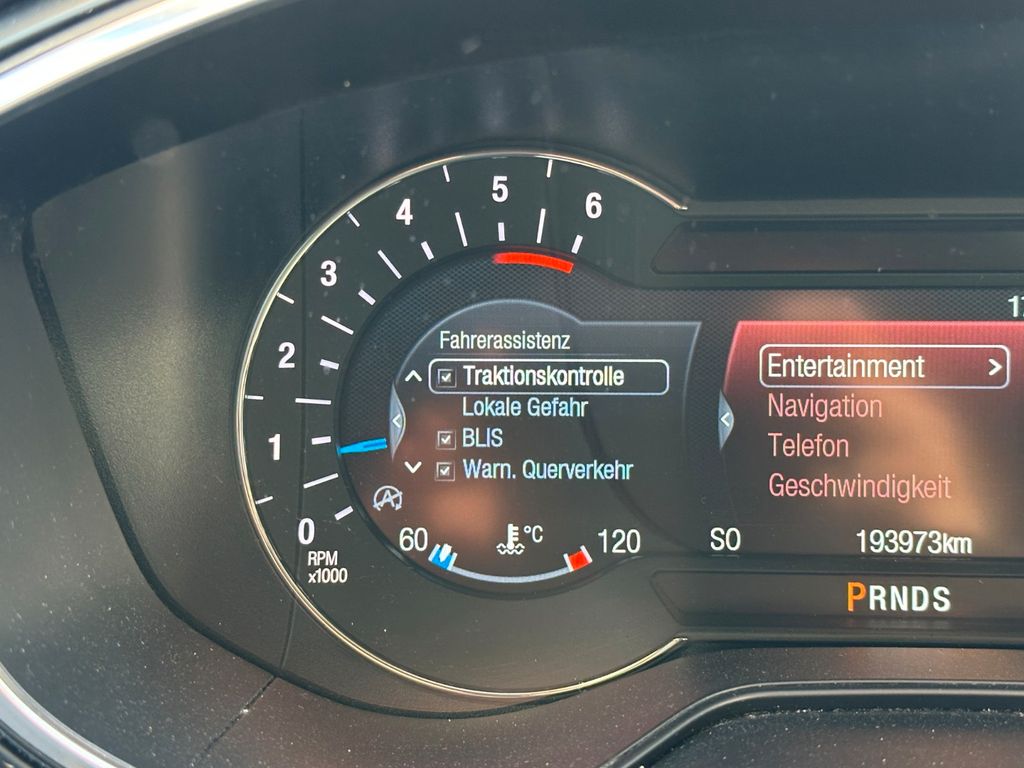 6
5
4
3
2
1
0
RPM
x1000
Fahrerassistenz
Traktionskontrolle
Lokale Gefahr
BLIS
Warn. Querverkehr
A
60 °C 120
Entertainment >
Navigation
Telefon
Geschwindigkeit
SO 193973km
PRNDS